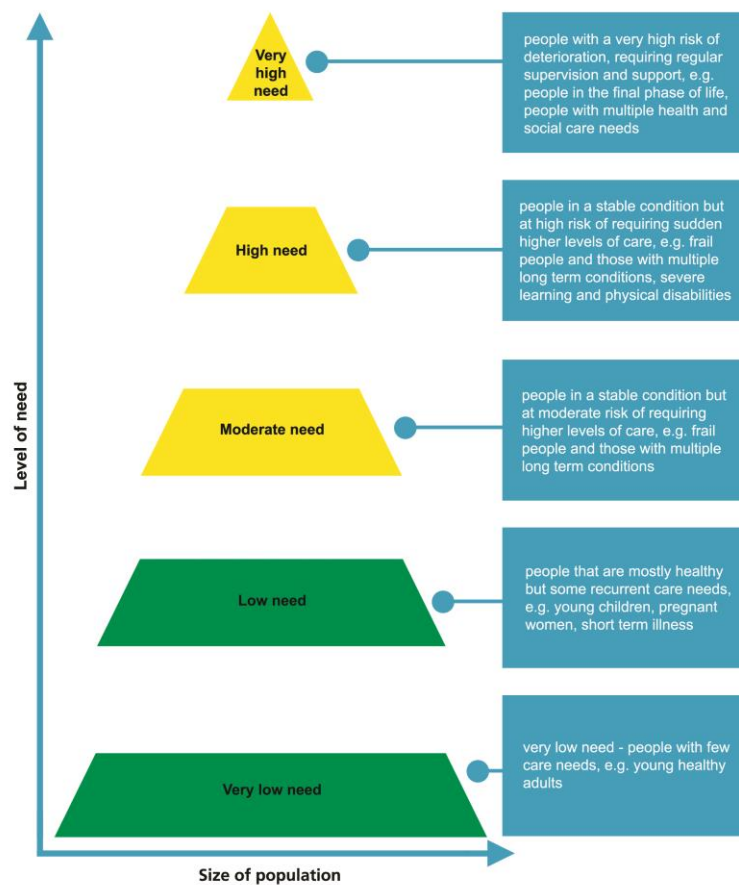 Very
high
need
people with a very high risk of
deterioration, requiring regular
supervision and support, e.g.
people in the final phase of life,
people with multiple health and
social care needs
High need
people in a stable condition but
at high risk of requiring sudden
higher levels of care, e.g. frail
people and those with multiple
long term conditions, severe
learning and physical disabilities
Level of need
Moderate need
people in a stable condition but
at moderate risk of requiring
higher levels of care, e.g. frail
people and those with multiple
long term conditions
Low need
people that are mostly healthy
but some recurrent care needs,
e.g. young children, pregnant
women, short term illness
Very low need
very low need - people with few
care needs, e.g. young healthy
adults
Size of population